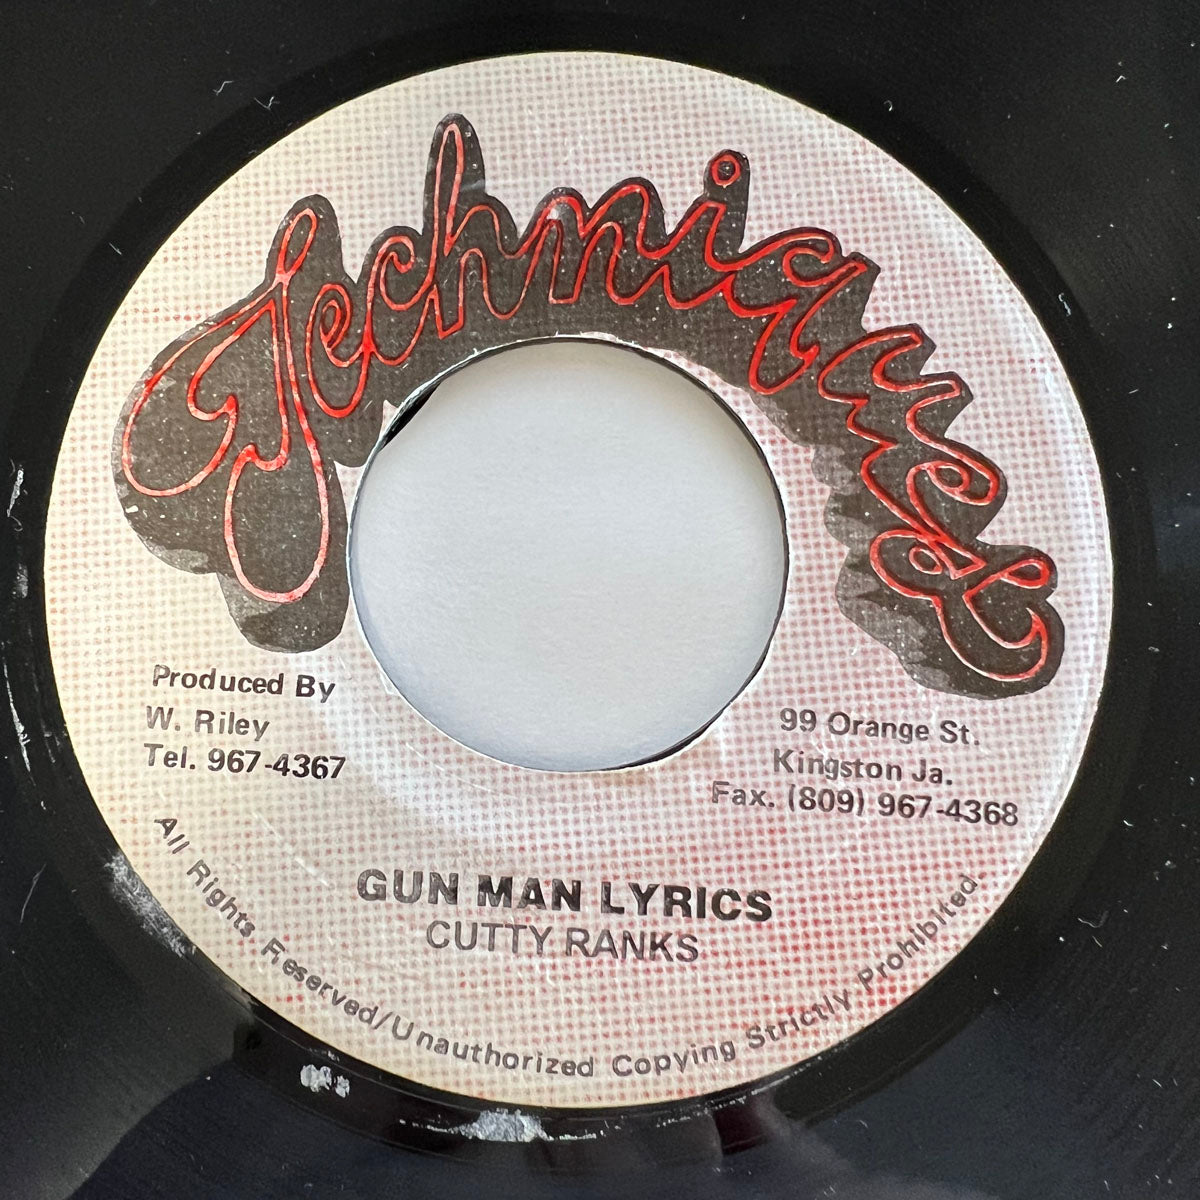 Techniques
Produced By
W. Riley
Tel. 967-4367
99 Orange St.
Kingston Ja.
Fax. (809) 967-4368
GUN MAN LYRICS
CUTTY RANKS
All Rights Reserved/Unauthorized Copying Strictly Prohibited.